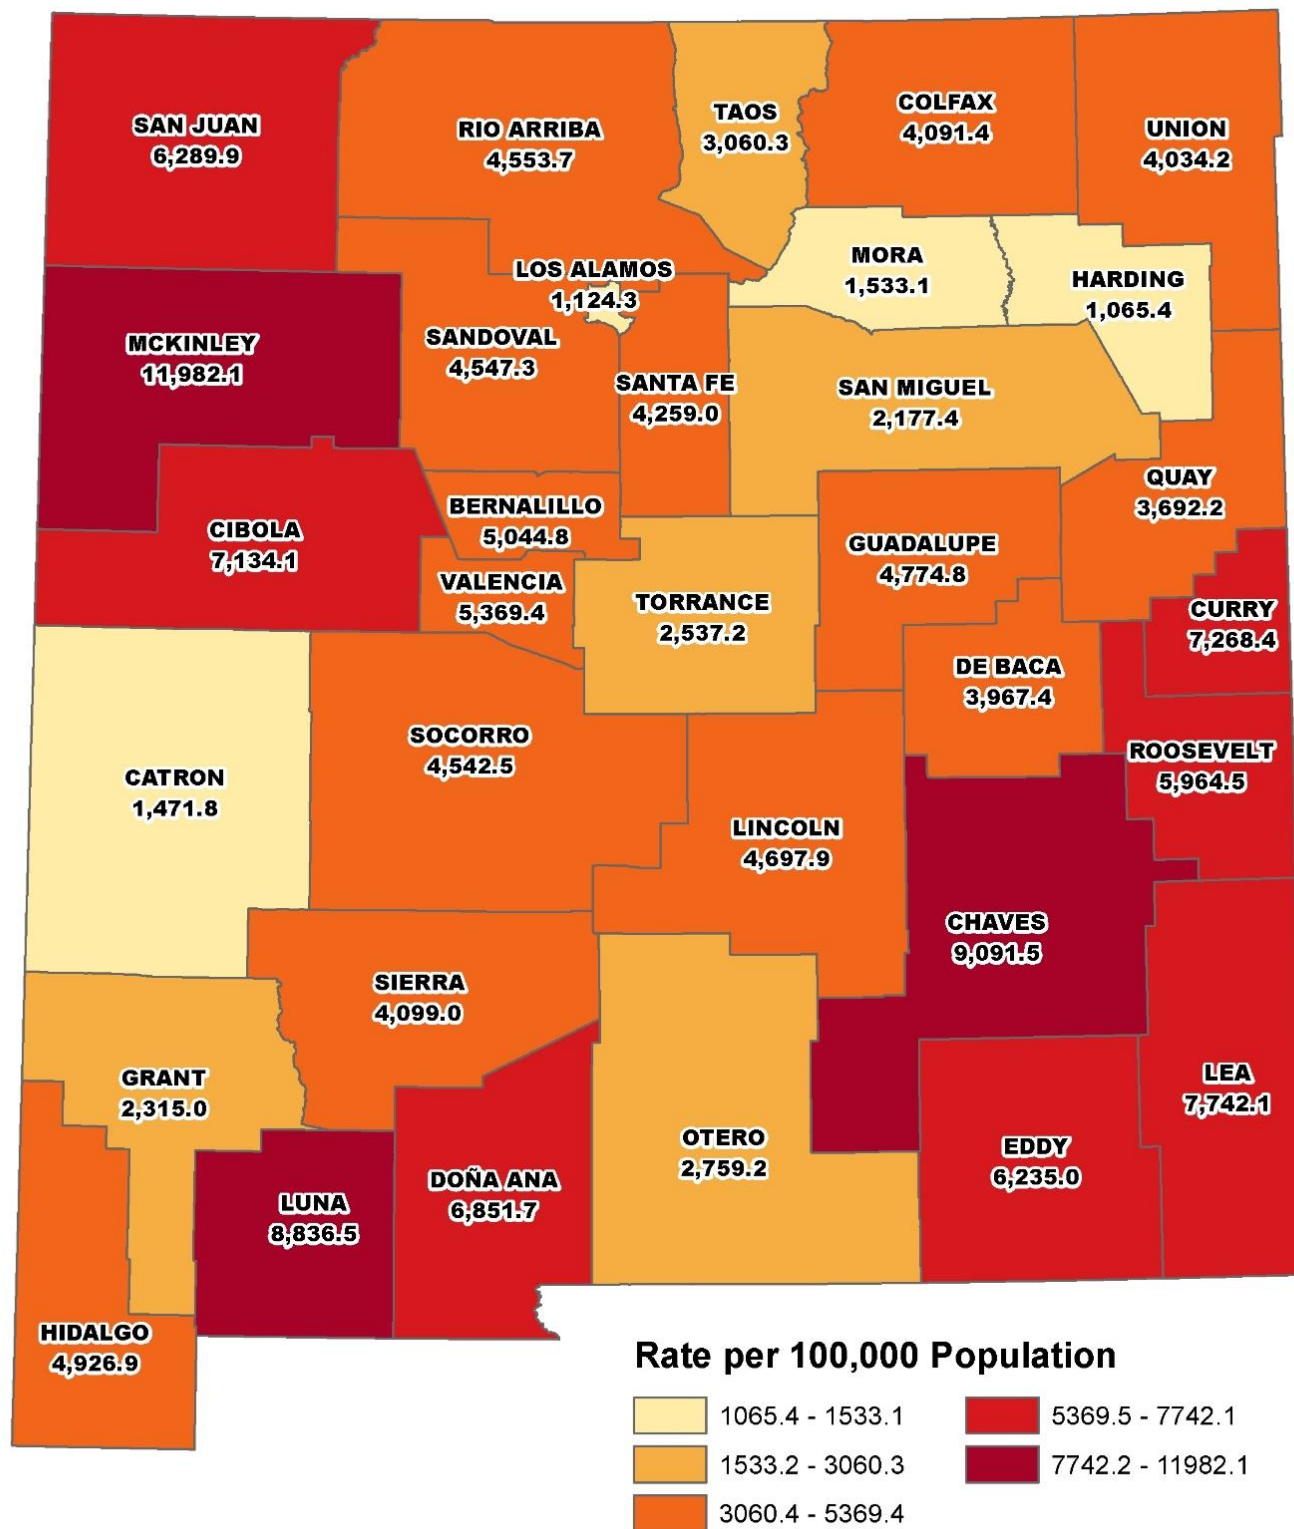 SAN JUAN
6,289.9
RIO ARRIBA
4,553.7
TAOS
3,060.3
COLFAX
4,091.4
UNION
4,034.2
LOS ALAMOS
1,124.3
MORA
1,533.1
HARDING
1,065.4
MCKINLEY
11,982.1
SANDOVAL
4,547.3
SANTA FE
4,259.0
SAN MIGUEL
2,177.4
QUAY
3,692.2
CIBOLA
7,134.1
BERNALILLO
5,044.8
VALENCIA
5,369.4
TORRANCE
2,537.2
GUADALUPE
4,774.8
CURRY
7,268.4
DE BACA
3,967.4
ROOSEVELT
5,964.5
CATRON
1,471.8
SOCORRO
4,542.5
LINCOLN
4,697.9
CHAVES
9,091.5
SIERRA
4,099.0
LEA
7,742.1
GRANT
2,315.0
OTERO
2,759.2
EDDY
6,235.0
LUNA
8,836.5
DOÑA ANA
6,851.7
HIDALGO
4,926.9
Rate per 100,000 Population
1065.4 - 1533.1
1533.2 - 3060.3
3060.4 - 5369.4
5369.5 - 7742.1
7742.2 - 11982.1